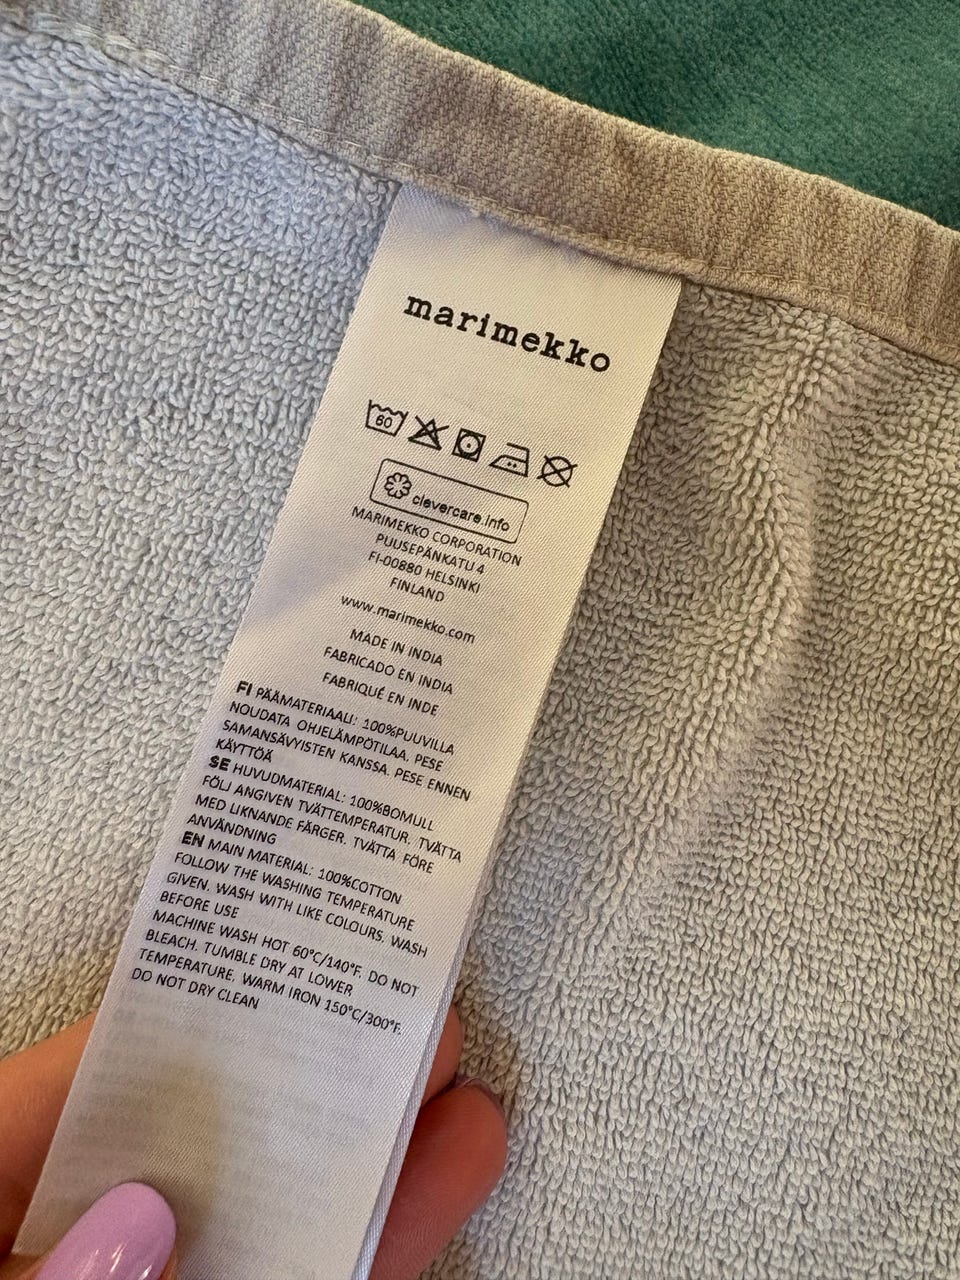 marimekko
60
clevercare.info
MARIMEKKO CORPORATION
PUUSEPÄNKATU 4
FI-00880 HELSINKI
FINLAND
www.marimekko.com
MADE IN INDIA
FABRICADO EN INDIA
FABRIQUÉ EN INDE
FI PÄÄMATERIAALI: 100%PUUVILLA
NOUDATA OHJELÄMPÖTILAA, PESE
SAMANSÄVYISTEN KANSSA. PESE ENNEN
KÄYTTÖÄ
SE HUVUDMATERIAL: 100%BOMULL
FÖLJ ANGIVEN TVÄTTEMPERATUR. TVÄTTA
MED LIKNANDE FÄRGER. TVÄTTA FÖRE
ANVÄNDNING
EN MAIN MATERIAL: 100%COTTON
FOLLOW THE WASHING TEMPERATURE
GIVEN. WASH WITH LIKE COLOURS. WASH
BEFORE USE
MACHINE WASH HOT 60°C/140°F. DO NOT
BLEACH. TUMBLE DRY AT LOWER
TEMPERATURE. WARM IRON 150°C/300°F.
DO NOT DRY CLEAN